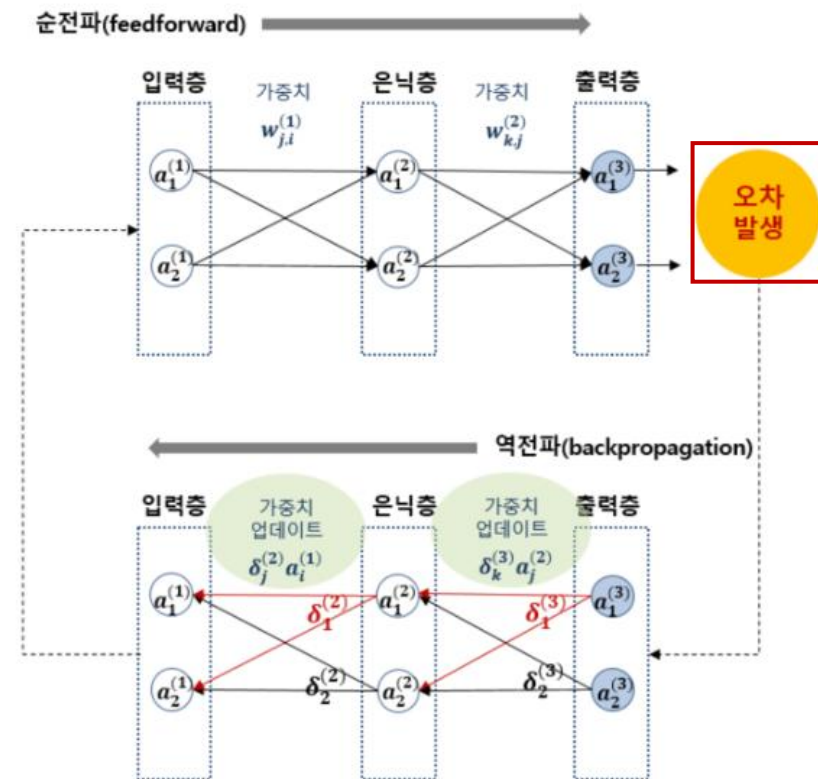 순전파(feedforward)
입력층 은닉층 출력층
가중치 가중치
w_{j,i}^{(1)} w_{k,j}^{(2)}
a_1^{(1)} a_1^{(2)} a_1^{(3)}
오차
발생
a_2^{(1)} a_2^{(2)} a_2^{(3)}
역전파(backpropagation)
입력층 은닉층 출력층
가중치 가중치
업데이트 업데이트
δ_j^{(2)} a_i^{(1)} δ_k^{(3)} a_j^{(2)}
a_1^{(1)} δ_1^{(2)} a_1^{(2)} δ_1^{(3)} a_1^{(3)}
a_2^{(1)} δ_2^{(2)} a_2^{(2)} δ_2^{(3)} a_2^{(3)}